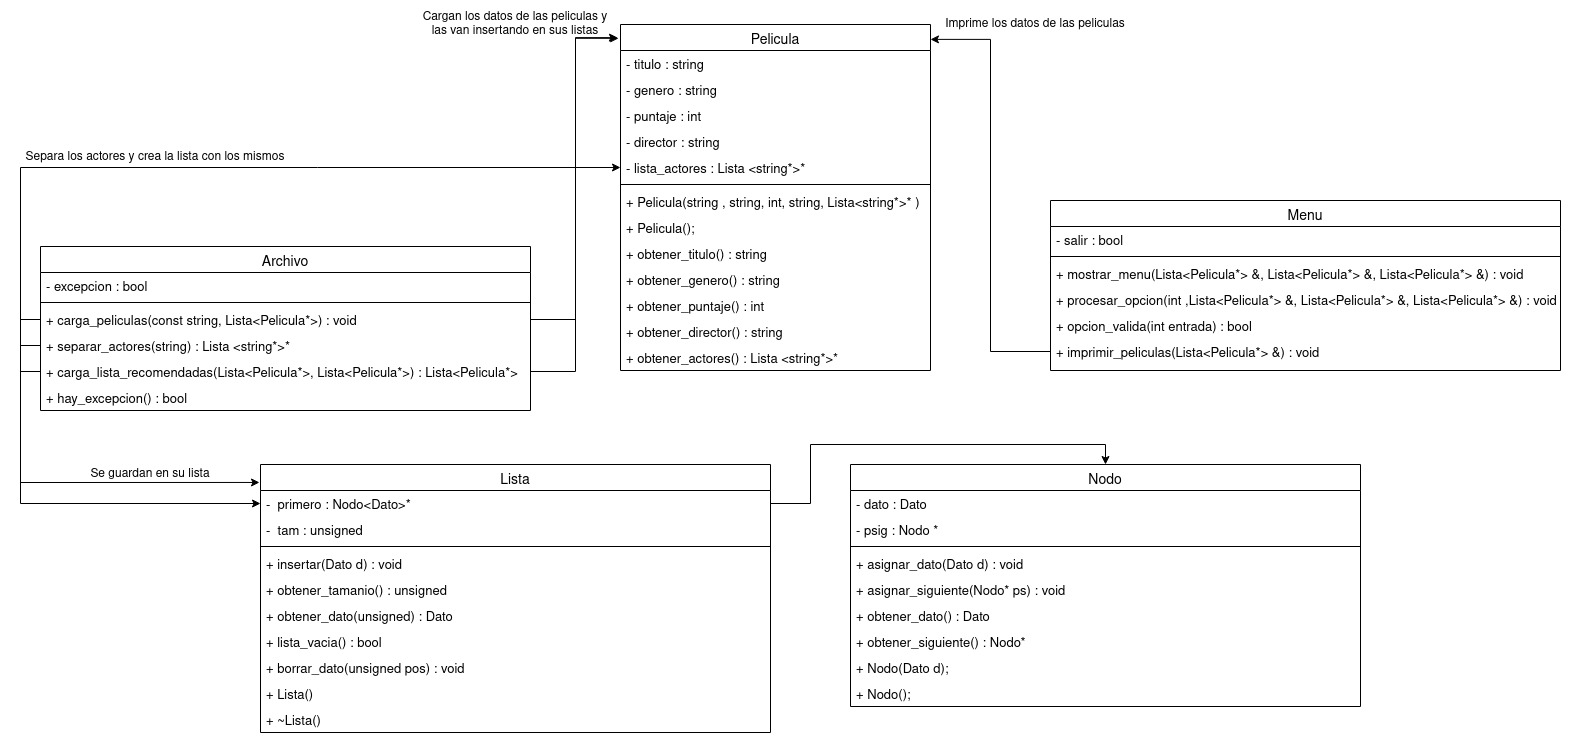 Cargan los datos de las peliculas y
las van insertando en sus listas
Imprime los datos de las peliculas
Pelicula
- titulo : string
- genero : string
- puntaje : int
- director : string
- lista_actores : Lista <string*>*
+ Pelicula(string , string, int, string, Lista<string*>* )
+ Pelicula();
+ obtener_titulo() : string
+ obtener_genero() : string
+ obtener_puntaje() : int
+ obtener_director() : string
+ obtener_actores() : Lista <string*>*
Separa los actores y crea la lista con los mismos
Archivo
- excepcion : bool
+ carga_peliculas(const string, Lista<Pelicula*>) : void
+ separar_actores(string) : Lista <string*>*
+ carga_lista_recomendadas(Lista<Pelicula*>, Lista<Pelicula*>) : Lista<Pelicula*>
+ hay_excepcion() : bool
Menu
- salir : bool
+ mostrar_menu(Lista<Pelicula*> &, Lista<Pelicula*> &, Lista<Pelicula*> &) : void
+ procesar_opcion(int ,Lista<Pelicula*> &, Lista<Pelicula*> &, Lista<Pelicula*> &) : void
+ opcion_valida(int entrada) : bool
+ imprimir_peliculas(Lista<Pelicula*> &) : void
Se guardan en su lista
Lista
- primero : Nodo<Dato>*
- tam : unsigned
+ insertar(Dato d) : void
+ obtener_tamanio() : unsigned
+ obtener_dato(unsigned) : Dato
+ lista_vacia() : bool
+ borrar_dato(unsigned pos) : void
+ Lista()
+ ~Lista()
Nodo
- dato : Dato
- psig : Nodo *
+ asignar_dato(Dato d) : void
+ asignar_siguiente(Nodo* ps) : void
+ obtener_dato() : Dato
+ obtener_siguiente() : Nodo*
+ Nodo(Dato d);
+ Nodo();